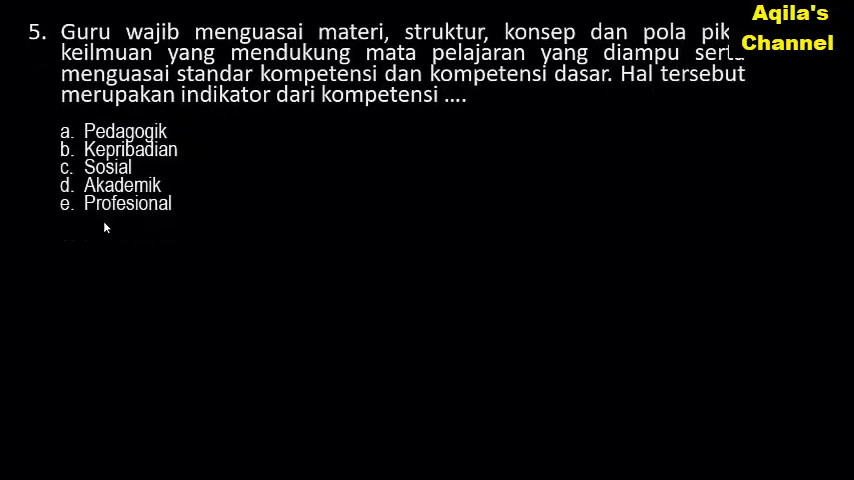 Aqila's
Channel
5. Guru wajib menguasai materi, struktur, konsep dan pola
keilmuan yang mendukung mata pelajaran yang diampu serta
menguasai standar kompetensi dan kompetensi dasar. Hal tersebut
merupakan indikator dari kompetensi ....
a. Pedagogik
b. Kepribadian
c. Sosial
d. Akademik
e. Profesional